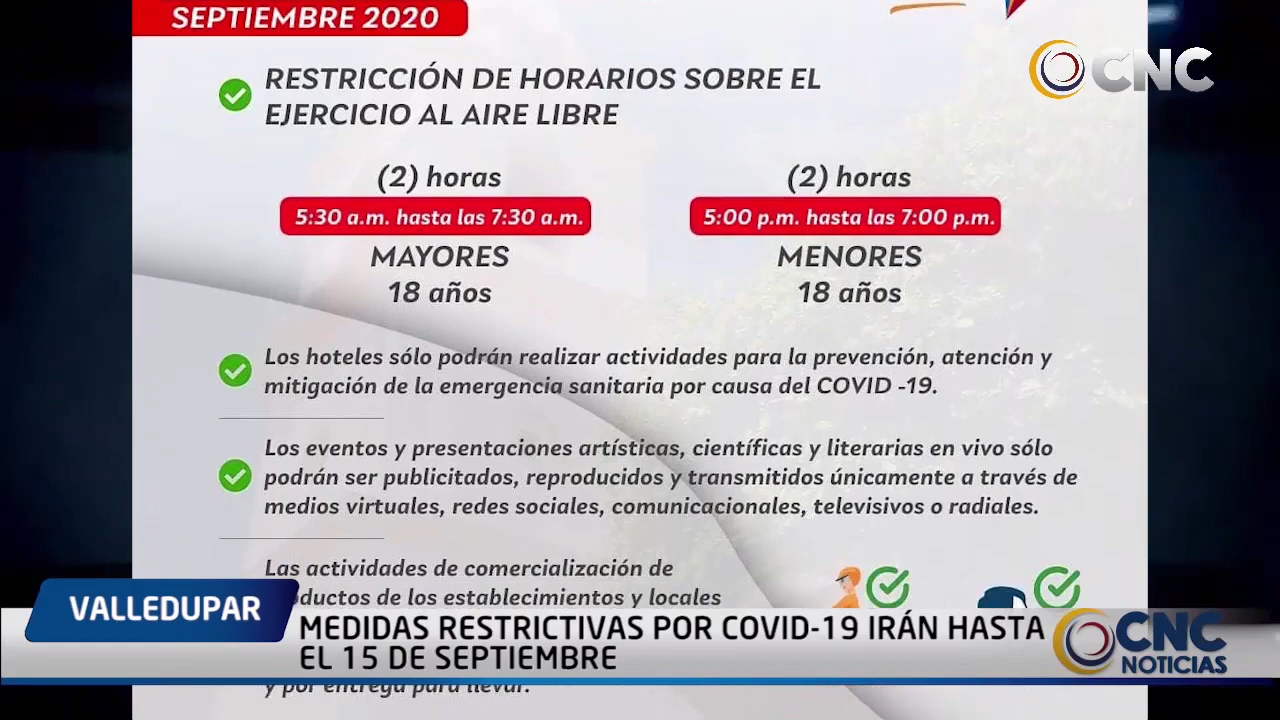 SEPTIEMBRE 2020
CNC
RESTRICCIÓN DE HORARIOS SOBRE EL
EJERCICIO AL AIRE LIBRE
(2) horas
5:30 a.m. hasta las 7:30 a.m.
MAYORES
18 años
(2) horas
5:00 p.m. hasta las 7:00 p.m.
MENORES
18 años
Los hoteles sólo podrán realizar actividades para la prevención, atención y
mitigación de la emergencia sanitaria por causa del COVID -19.
Los eventos y presentaciones artísticas, científicas y literarias en vivo sólo
podrán ser publicitados, reproducidos y transmitidos únicamente a través de
medios virtuales, redes sociales, comunicacionales, televisivos o radiales.
Las actividades de comercialización de
oductos de los establecimientos y locales
VALLEDUPAR
MEDIDAS RESTRICTIVAS POR COVID-19 IRÁN HASTA
EL 15 DE SEPTIEMBRE
CNC
NOTICIAS
y por entrega para llevar.